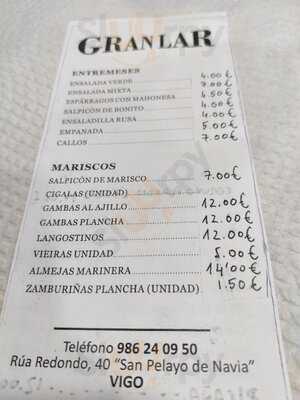 GRANLAR
ENTREMESES
ENSALADA VERDE 4.00€
ENSALADA MIXTA 7.00€
ESPÁRRAGOS CON MAHONESA 4.50€
SALPICÓN DE BONITO 4.00€
ENSALADILLA RUSA 4.00€
EMPANADA 5.00€
CALLOS 7.00€
MARISCOS
SALPICÓN DE MARISCO 7.00€
CIGALAS (UNIDAD)
GAMBAS AL AJILLO 12.00€
GAMBAS PLANCHA 12.00€
LANGOSTINOS 12.00€
VIEIRAS UNIDAD 5.00€
ALMEJAS MARINERA 14'00€
ZAMBURIÑAS PLANCHA (UNIDAD) 1.50€
Teléfono 986 24 09 50
Rúa Redondo, 40 “San Pelayo de Navia”
VIGO